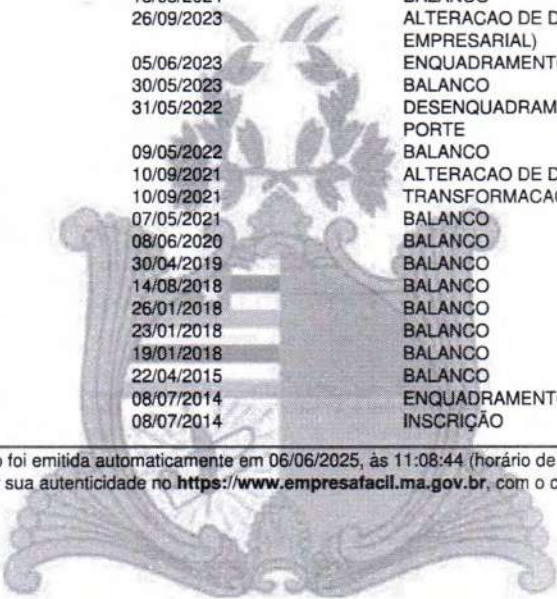 26/09/2023 ALTERACAO DE D
EMPRESARIAL)
05/06/2023 ENQUADRAMENT
30/05/2023 BALANCO
31/05/2022 DESENQUADRAM
PORTE
09/05/2022 BALANCO
10/09/2021 ALTERACAO DE D
10/09/2021 TRANSFORMACA
07/05/2021 BALANCO
08/06/2020 BALANCO
30/04/2019 BALANCO
14/08/2018 BALANCO
26/01/2018 BALANCO
23/01/2018 BALANCO
19/01/2018 BALANCO
22/04/2015 BALANCO
08/07/2014 ENQUADRAMENT
08/07/2014 INSCRIÇÃO
o foi emitida automaticamente em 06/06/2025, às 11:08:44 (horário de
sua autenticidade no https://www.empresafacil.ma.gov.br, com o c